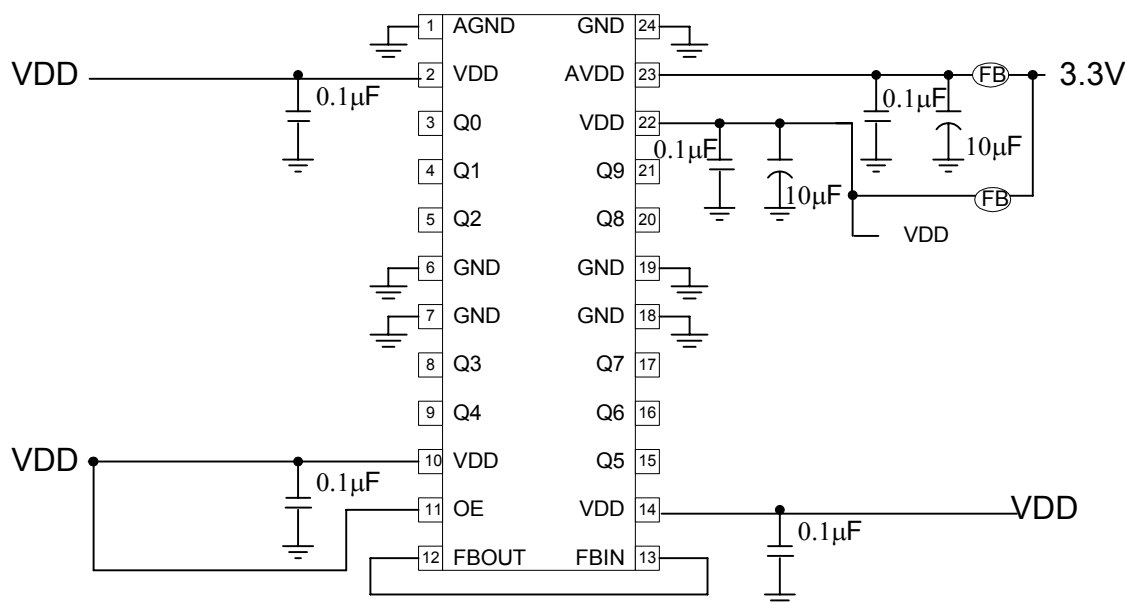 1 AGND GND 24
VDD 2 VDD AVDD 23 FB 3.3V
0.1µF 0.1µF 10µF
3 Q0 VDD 22
0.1µF 10µF
4 Q1 Q9 21
FB
5 Q2 Q8 20
VDD
6 GND GND 19
7 GND GND 18
8 Q3 Q7 17
9 Q4 Q6 16
VDD 10 VDD Q5 15
0.1µF
11 OE VDD 14 VDD
0.1µF
12 FBOUT FBIN 13